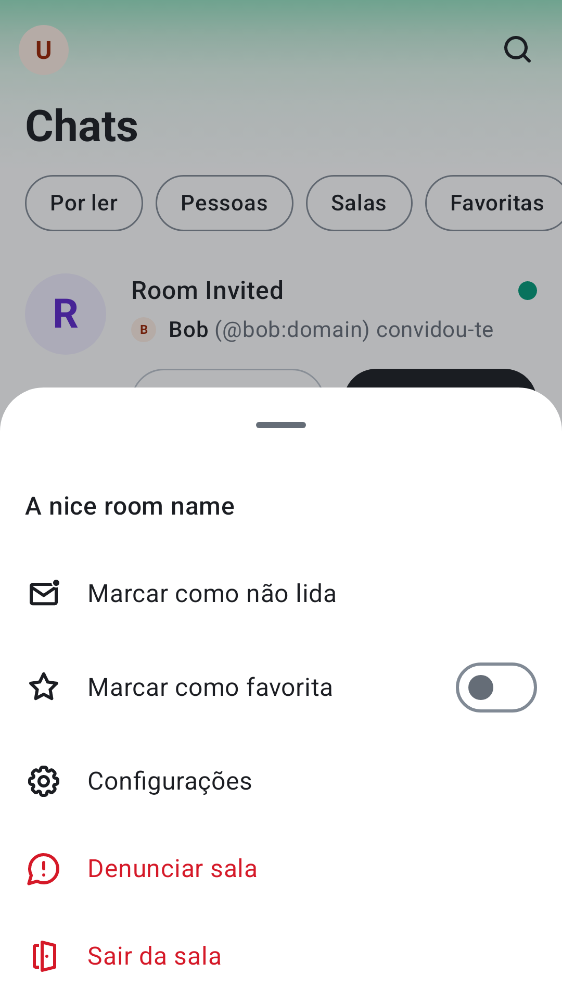 U
Chats
Por ler
Pessoas
Salas
Favoritas
R
Room Invited
B
Bob (@bob:domain) convidou-te
A nice room name
Marcar como não lida
Marcar como favorita
Configurações
Denunciar sala
Sair da sala